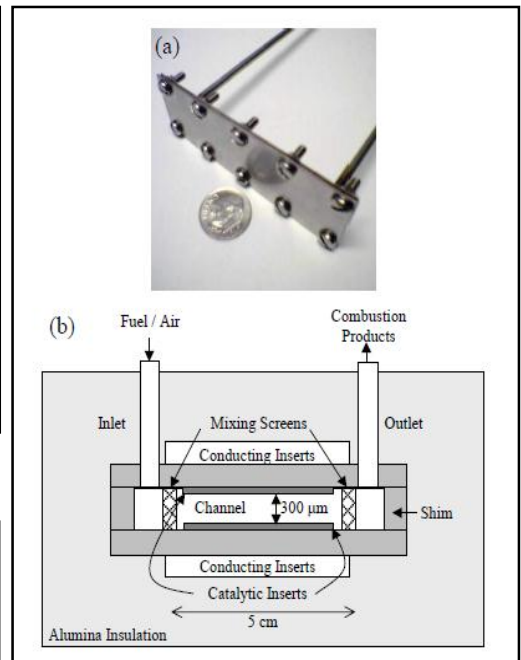 (a)
(b)
Fuel / Air
Combustion
Products
Inlet
Mixing Screens
Outlet
Conducting Inserts
Channel
300 μm
Shim
Conducting Inserts
Catalytic Inserts
5 cm
Alumina Insulation